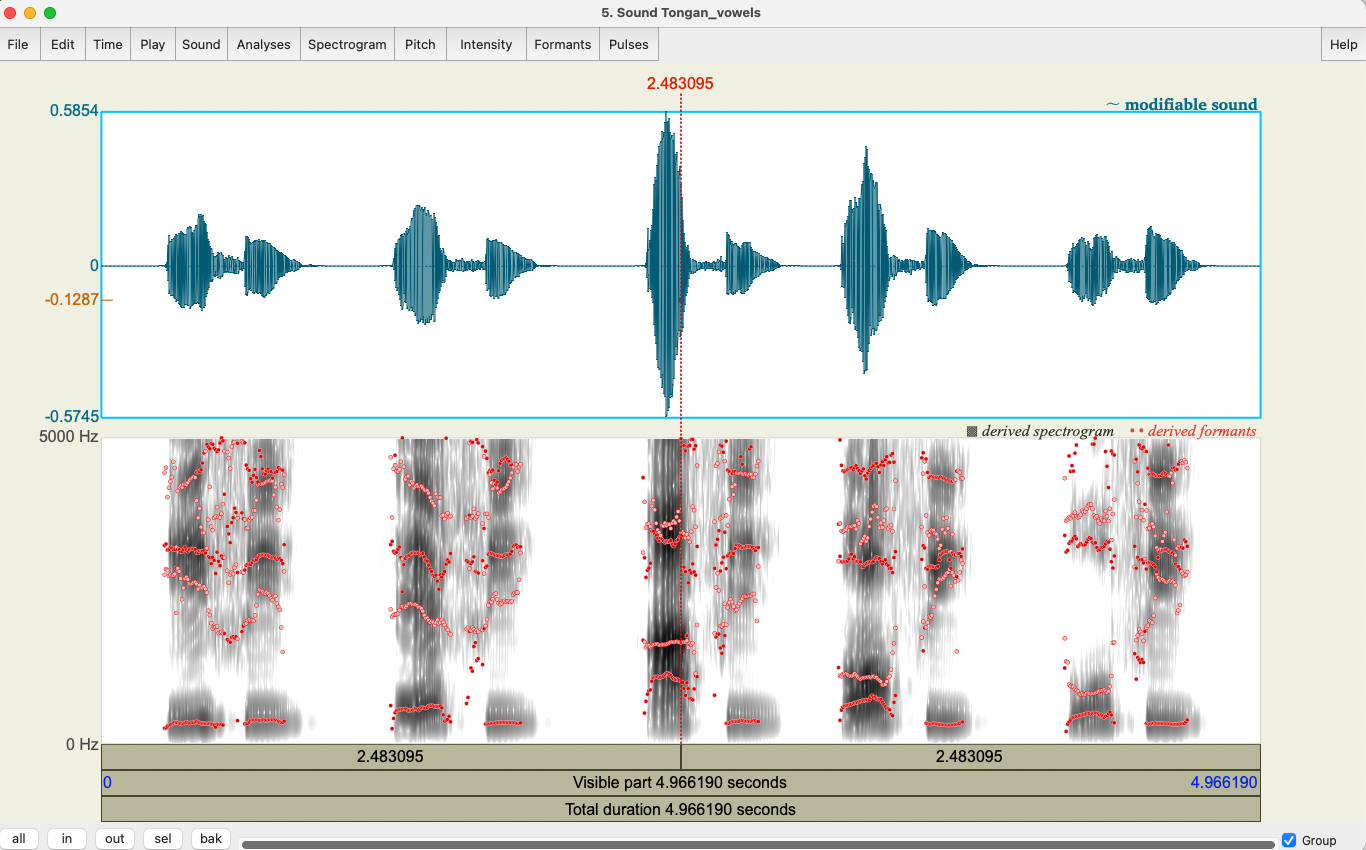 5. Sound Tongan_vowels
File Edit Time Play Sound Analyses Spectrogram Pitch Intensity Formants Pulses Help
2.483095
0.5854
~ modifiable sound
0
-0.1287
-0.5745
5000 Hz
derived spectrogram •• derived formants
0 Hz
2.483095 2.483095
0 Visible part 4.966190 seconds 4.966190
Total duration 4.966190 seconds
all in out sel bak Group